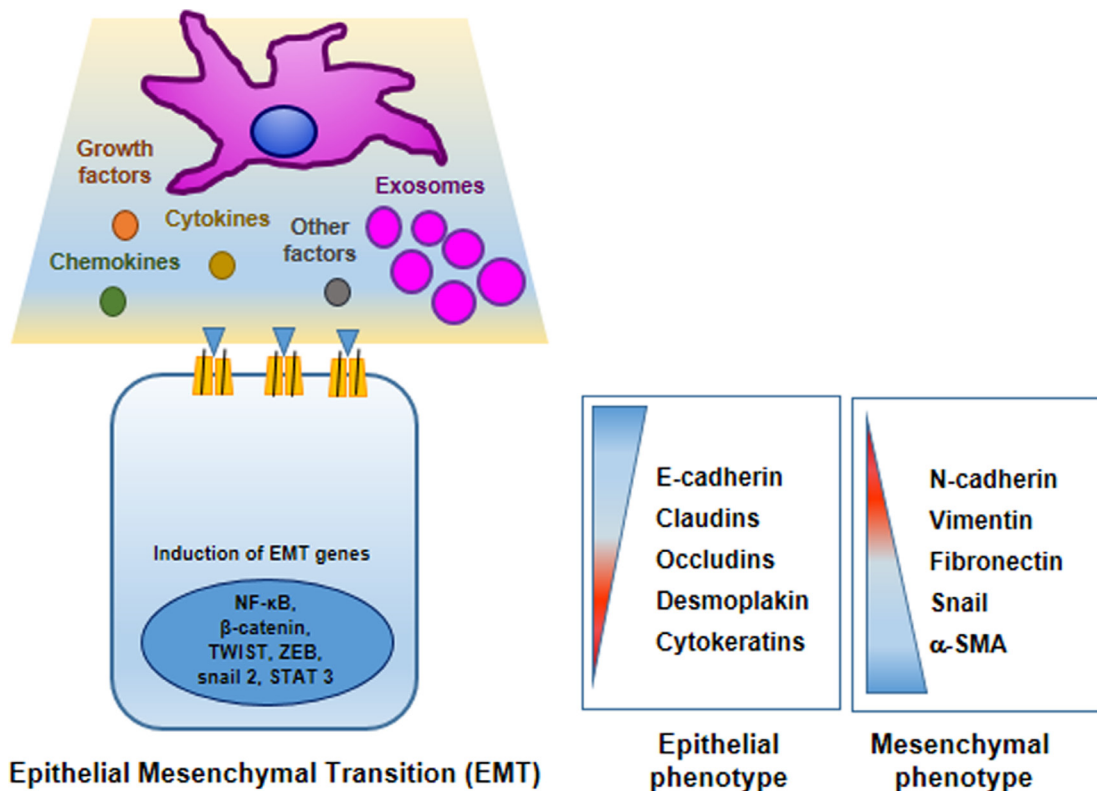 Growth
factors
Cytokines
Chemokines
Other
factors
Exosomes
Induction of EMT genes
NF-κB,
β-catenin,
TWIST, ZEB,
snail 2, STAT 3
Epithelial Mesenchymal Transition (EMT)
E-cadherin
Claudins
Occludins
Desmoplakin
Cytokeratins
Epithelial
phenotype
N-cadherin
Vimentin
Fibronectin
Snail
α-SMA
Mesenchymal
phenotype